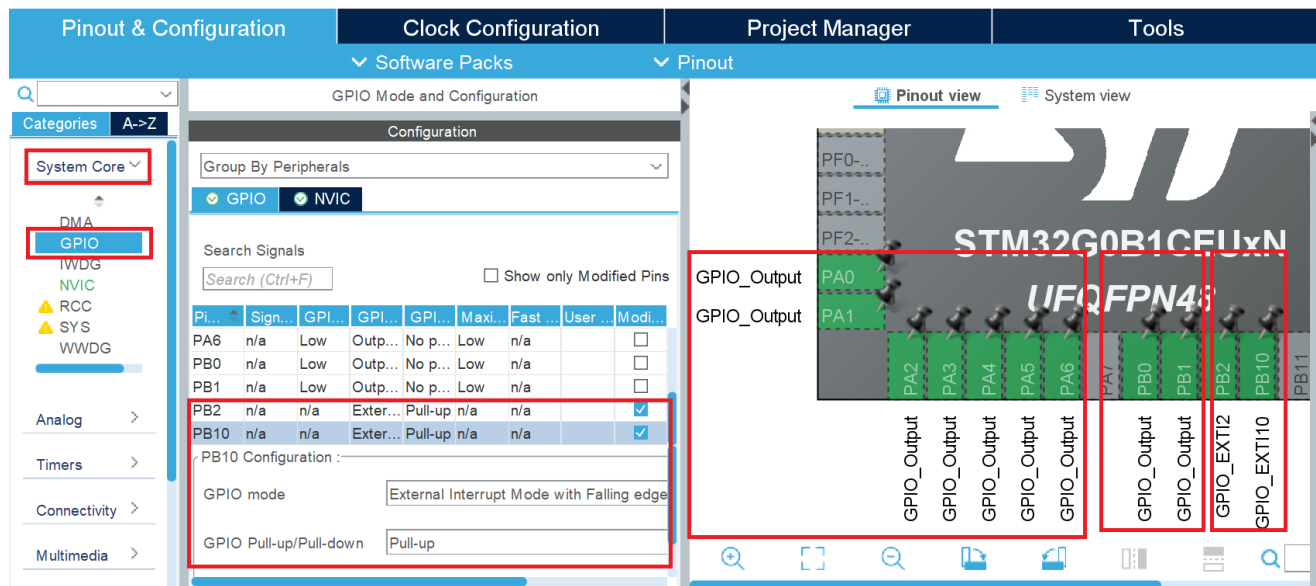 Pinout & Configuration
Clock Configuration
Project Manager
Tools
Software Packs
Pinout
Categories
A->Z
System Core
DMA
GPIO
IWDG
NVIC
RCC
SYS
WWDG
Analog
Timers
Connectivity
Multimedia
GPIO Mode and Configuration
Configuration
Group By Peripherals
GPIO
NVIC
Search Signals
Search (Ctrl+F)
Show only Modified Pins
Pi... Sign... GPI... GPI... GPI... Maxi... Fast ... User ... Modi...
PA6 n/a Low Outp... No p... Low n/a
PB0 n/a Low Outp... No p... Low n/a
PB1 n/a Low Outp... No p... Low n/a
PB2 n/a n/a Exter... Pull-up n/a n/a
PB10 n/a n/a Exter... Pull-up n/a n/a
PB10 Configuration :
GPIO mode
External Interrupt Mode with Falling edge
GPIO Pull-up/Pull-down
Pull-up
Pinout view
System view
PF0-..
PF1-..
PF2-..
GPIO_Output
PA0
GPIO_Output
PA1
STM32G0B1CEUxN
UFQFPN48
PA2
PA3
PA4
PA5
PA6
PA7
PB0
PB1
PB2
PB10
PB11
GPIO_Output
GPIO_Output
GPIO_Output
GPIO_Output
GPIO_Output
GPIO_Output
GPIO_Output
GPIO_EXTI2
GPIO_EXTI10